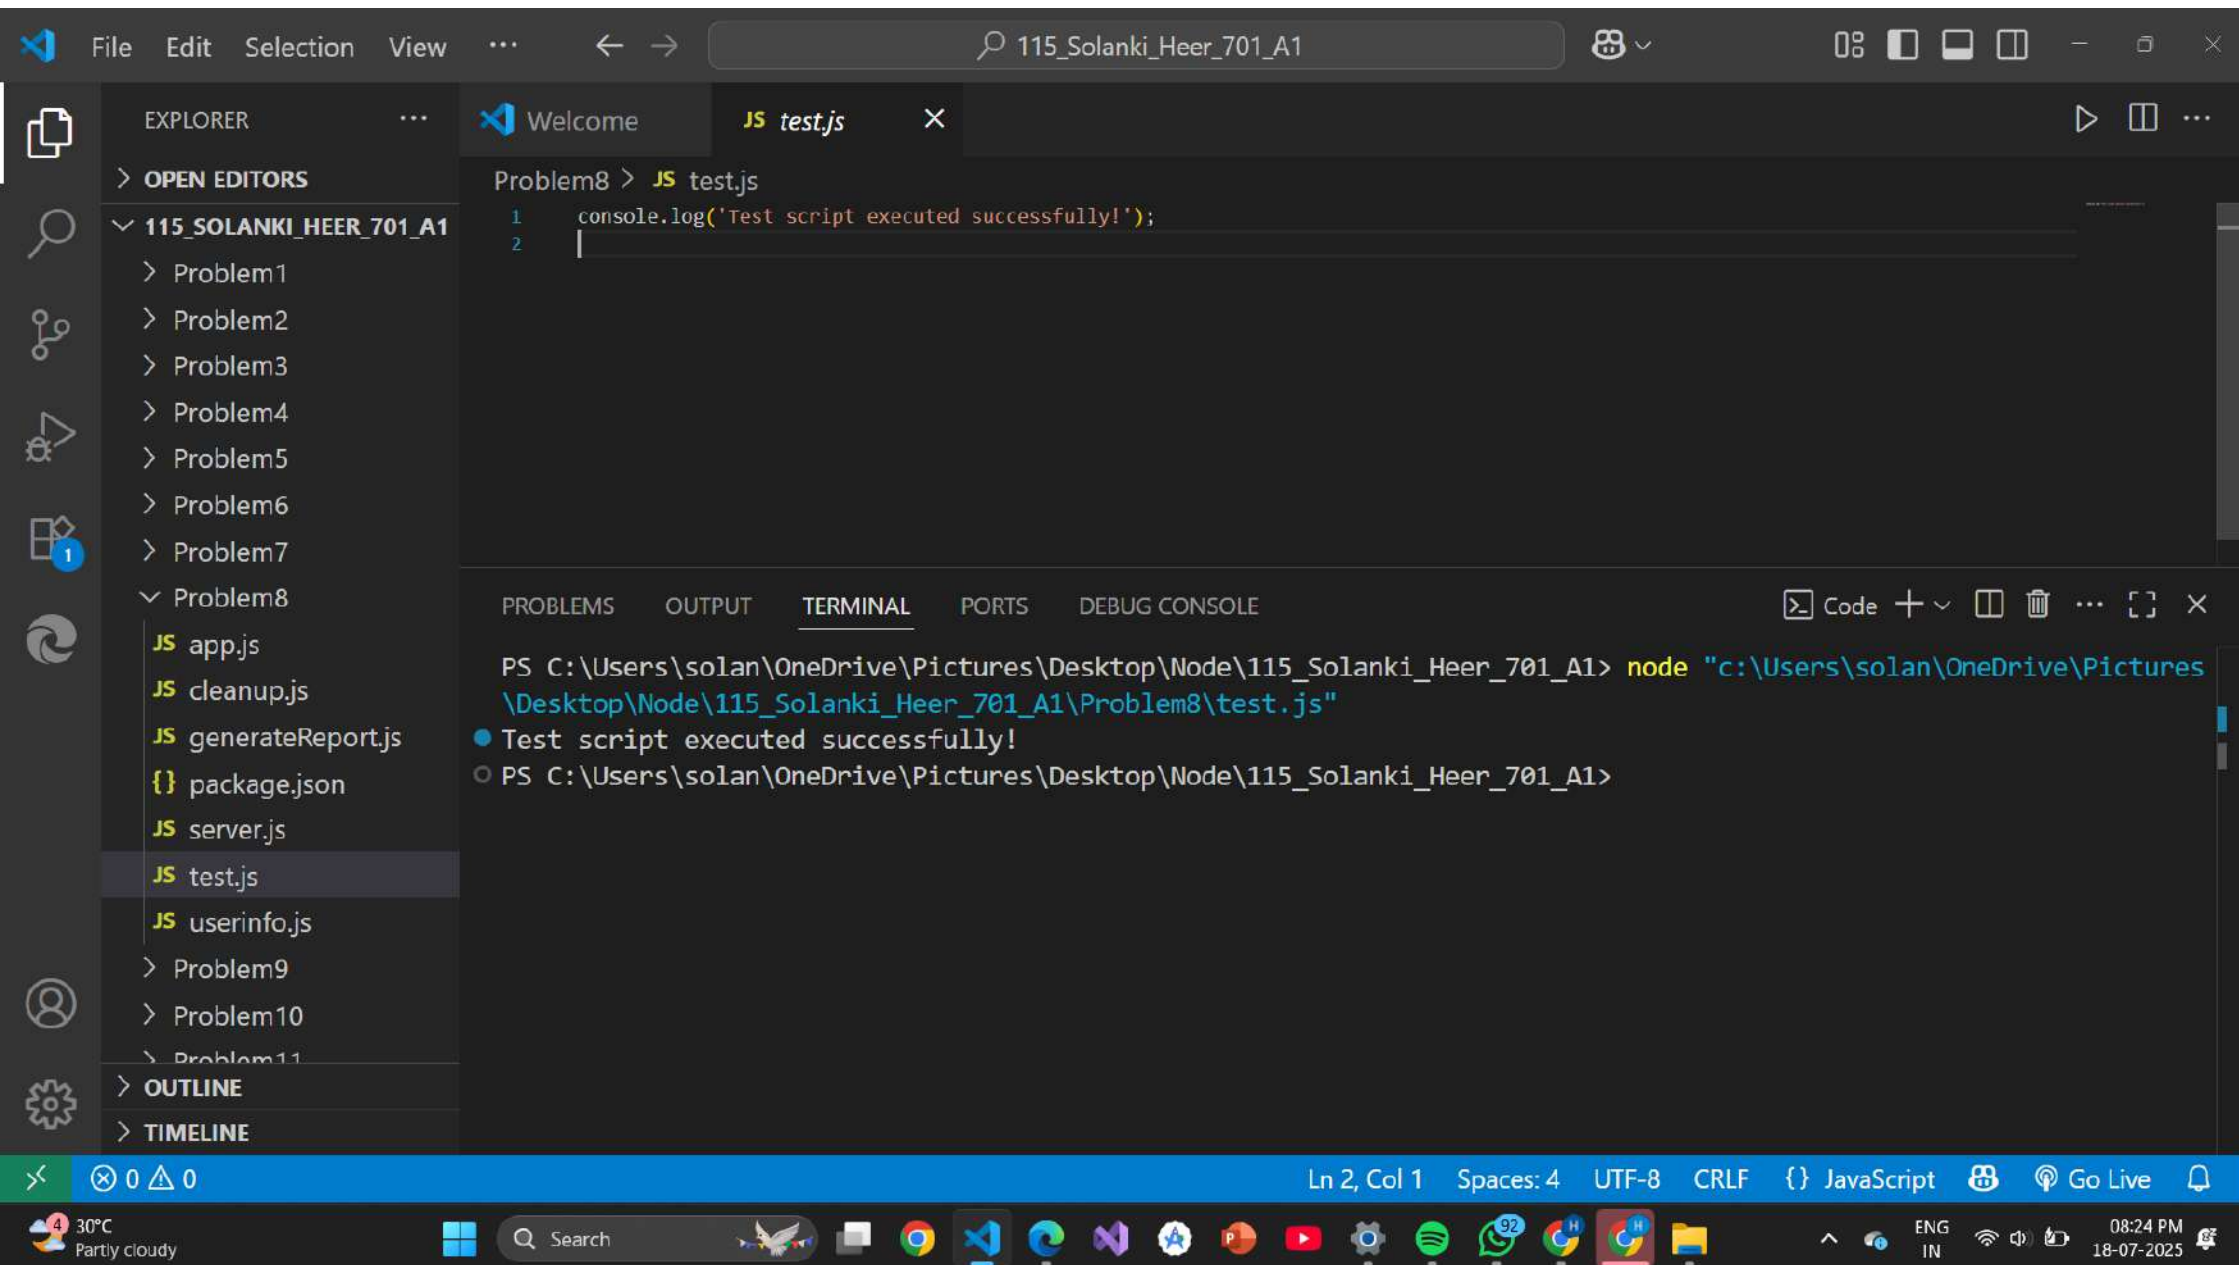 File Edit Selection View ··· 115_Solanki_Heer_701_A1
EXPLORER ···
Welcome
JS test.js
OPEN EDITORS
Problem8 > JS test.js
115_SOLANKI_HEER_701_A1
1 console.log('Test script executed successfully!');
2
Problem1
Problem2
Problem3
Problem4
Problem5
Problem6
Problem7
1
Problem8
JS app.js
JS cleanup.js
JS generateReport.js
{} package.json
JS server.js
JS test.js
JS userinfo.js
Problem9
Problem10
Problem11
OUTLINE
TIMELINE
PROBLEMS OUTPUT TERMINAL PORTS DEBUG CONSOLE
Code
PS C:\Users\solan\OneDrive\Pictures\Desktop\Node\115_Solanki_Heer_701_A1> node "c:\Users\solan\OneDrive\Pictures
\Desktop\Node\115_Solanki_Heer_701_A1\Problem8\test.js"
Test script executed successfully!
PS C:\Users\solan\OneDrive\Pictures\Desktop\Node\115_Solanki_Heer_701_A1>
0 0
Ln 2, Col 1 Spaces: 4 UTF-8 CRLF {} JavaScript Go Live
4 30°C
Partly cloudy
Search
92
H
H
ENG
IN
08:24 PM
18-07-2025